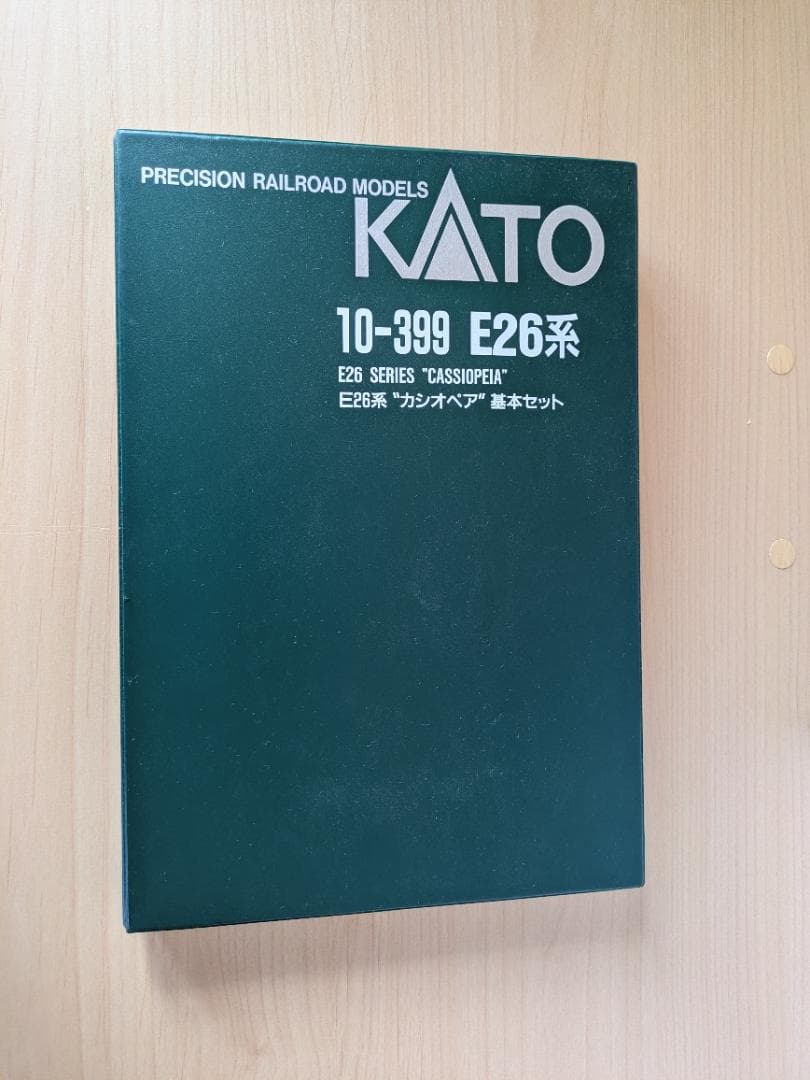 PRECISION RAILROAD MODELS
KATO
10-399 E26系
E26 SERIES "CASSIOPEIA"
E26系 "カシオペア" 基本セット